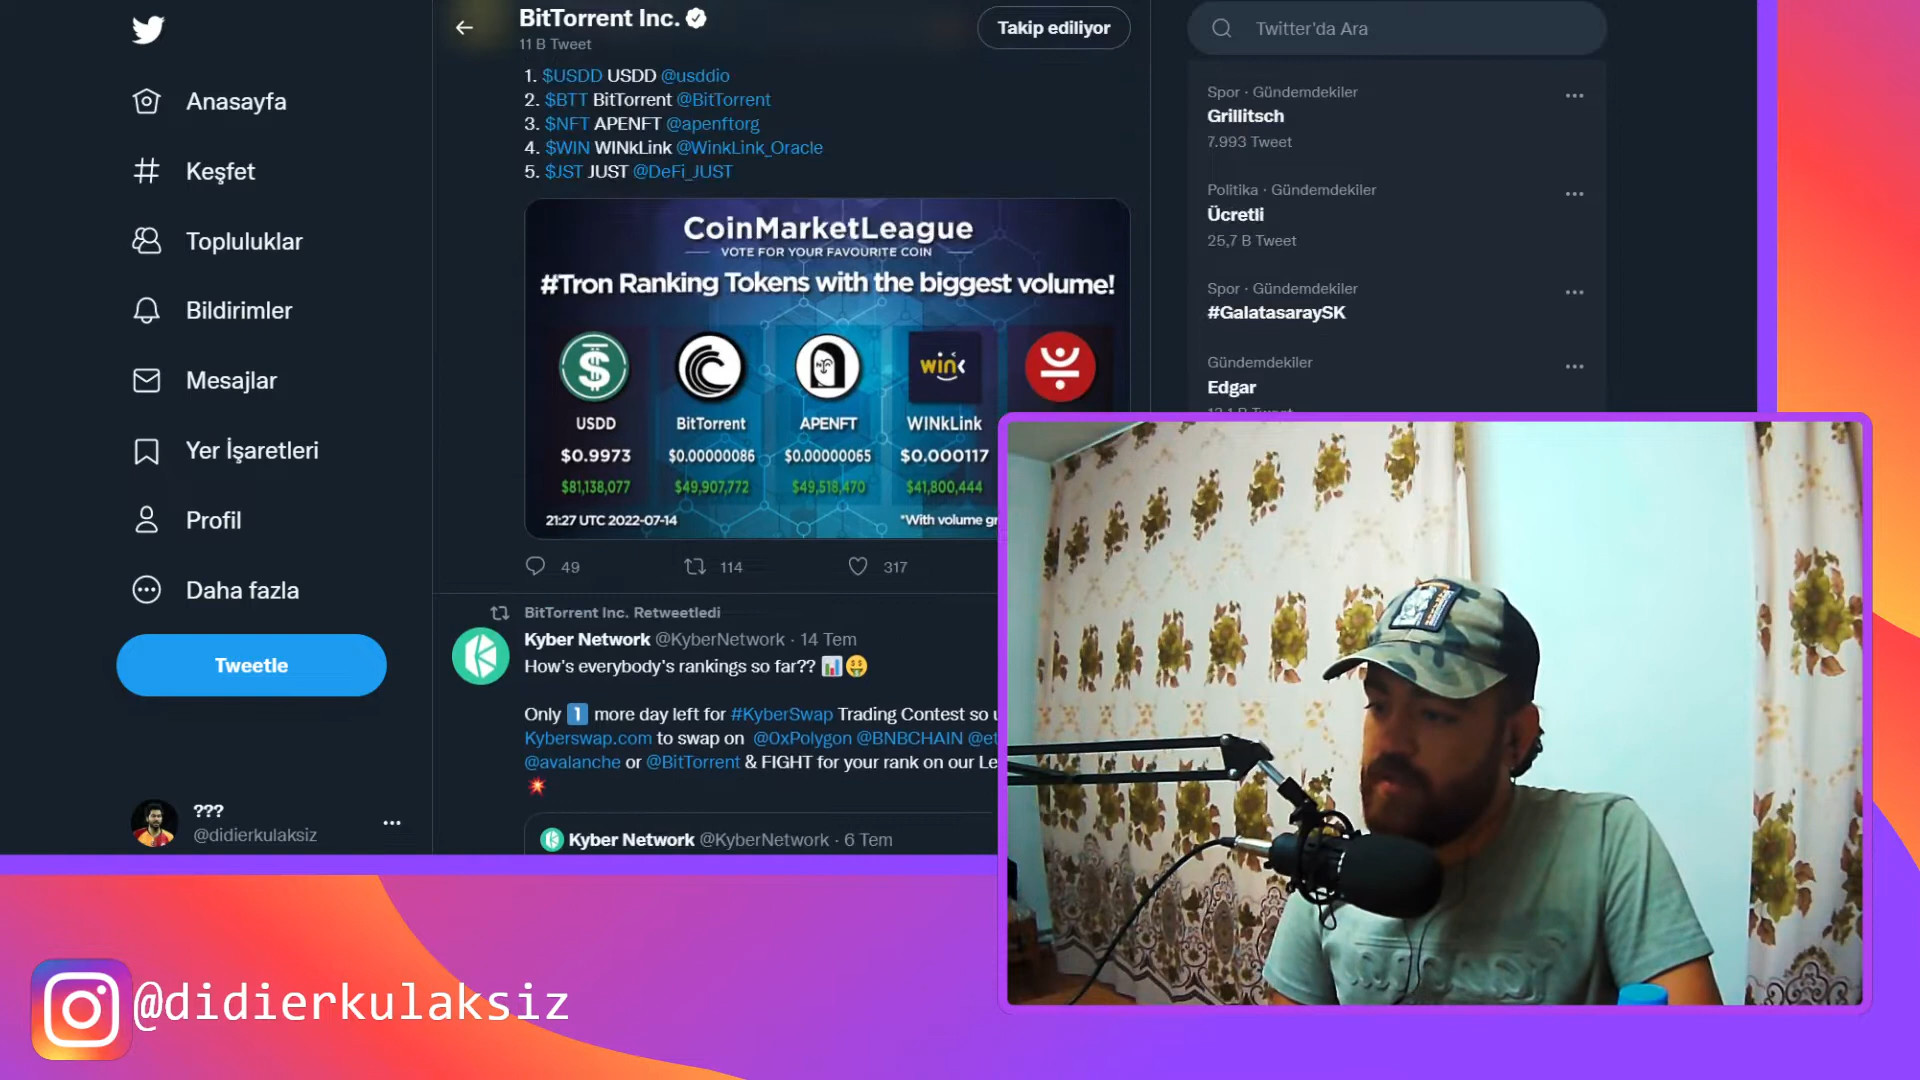 BitTorrent Inc.
11 B Tweet
Takip ediliyor
Twitter'da Ara
Anasayfa
Keşfet
Topluluklar
Bildirimler
Mesajlar
Yer İşaretleri
Profil
Daha fazla
Tweetle
???
@didierkulaksiz
1. $USDD USDD @usddio
2. $BTT BitTorrent @BitTorrent
3. $NFT APENFT @apenftorg
4. $WIN WINkLink @WinkLink_Oracle
5. $JST JUST @DeFi_JUST
CoinMarketLeague
VOTE FOR YOUR FAVOURITE COIN
#Tron Ranking Tokens with the biggest volume!
win
USDD BitTorrent APENFT WINkLink
$0.9973 $0.00000086 $0.00000065 $0.000117
$81,138,077 $49,907,772 $49,518,470 $41,800,444
21:27 UTC 2022-07-14 *With volume gr
49 114 317
BitTorrent Inc. Retweetledi
Kyber Network @KyberNetwork · 14 Tem
How's everybody's rankings so far?? 📊🤑
Only 1️⃣ more day left for #KyberSwap Trading Contest so u
Kyberswap.com to swap on @0xPolygon @BNBCHAIN @et
@avalanche or @BitTorrent & FIGHT for your rank on our Le
💥
Kyber Network @KyberNetwork · 6 Tem
Spor · Gündemdekiler
Grillitsch
7.993 Tweet
Politika · Gündemdekiler
Ücretli
25,7 B Tweet
Spor · Gündemdekiler
#GalatasaraySK
Gündemdekiler
Edgar
@didierkulaksiz